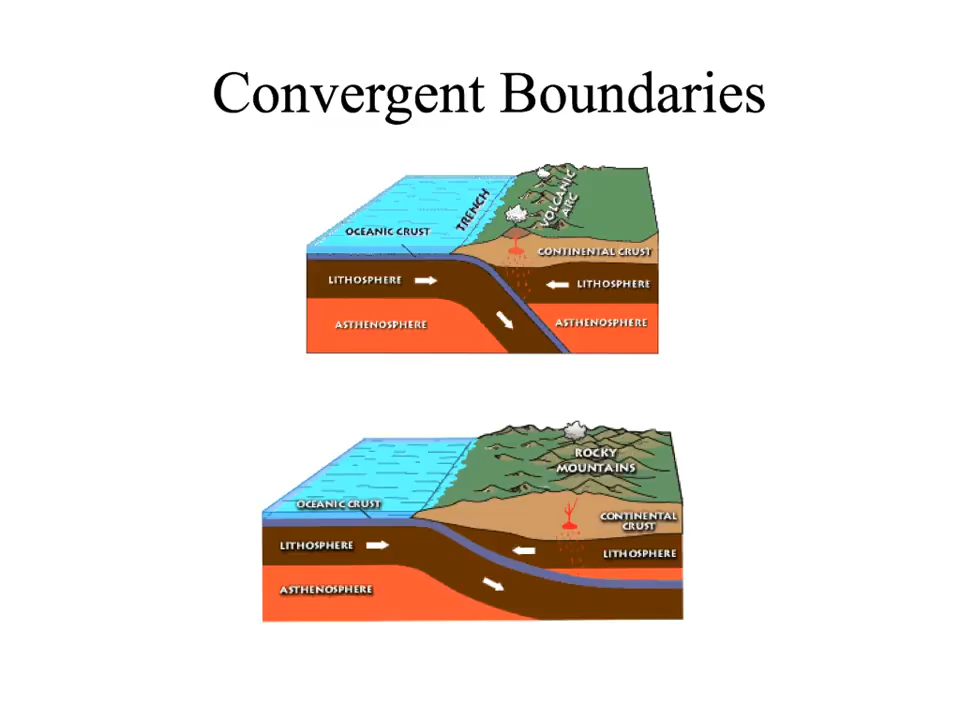 Convergent Boundaries
TRENCH
VOLCANIC
ARC
OCEANIC CRUST
CONTINENTAL CRUST
LITHOSPHERE
LITHOSPHERE
ASTHENOSPHERE
ASTHENOSPHERE
ROCKY
MOUNTAINS
OCEANIC CRUST
CONTINENTAL
CRUST
LITHOSPHERE
LITHOSPHERE
ASTHENOSPHERE